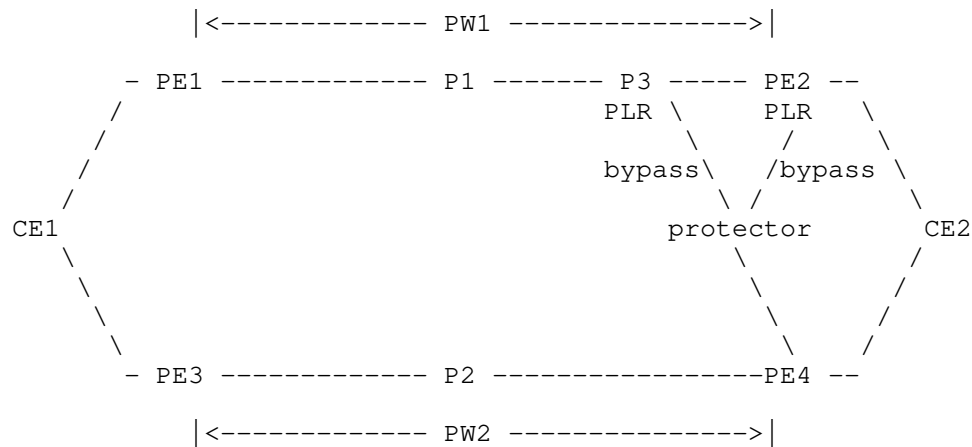 |<------------- PW1 --------------->|
- PE1 ------------- P1 ------- P3 ----- PE2 --
PLR PLR
bypass bypass
CE1 protector CE2
- PE3 ------------- P2 -----------------PE4 --
|<------------- PW2 --------------->|